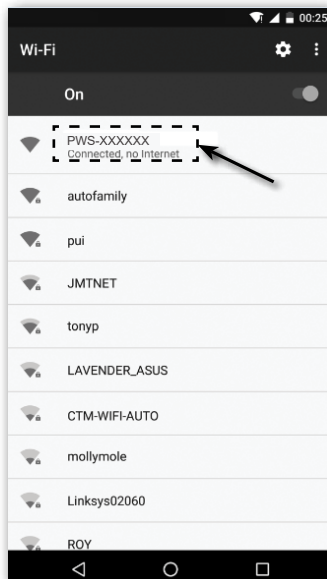 00:25
Wi-Fi
On
PWS-XXXXXX
Connected, no Internet
autofamily
pui
JMTNET
tonyp
LAVENDER_ASUS
CTM-WIFI-AUTO
mollymole
Linksys02060
ROY